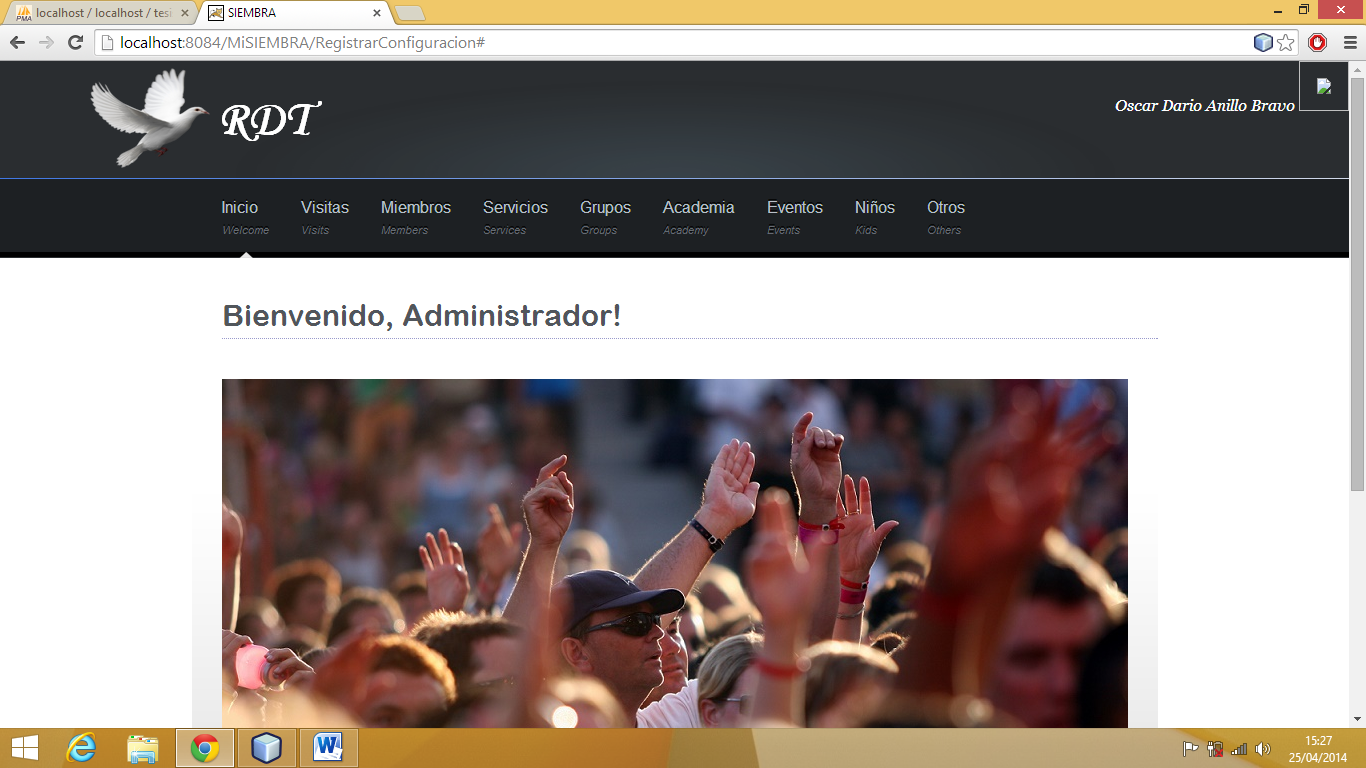 localhost / localhost / tesi
SIEMBRA
localhost:8084/MiSIEMBRA/RegistrarConfiguracion#
RDT
Oscar Dario Anillo Bravo
Inicio Visitas Miembros Servicios Grupos Academia Eventos Niños Otros
Welcome Visits Members Services Groups Academy Events Kids Others
Bienvenido, Administrador!
15:27
25/04/2014